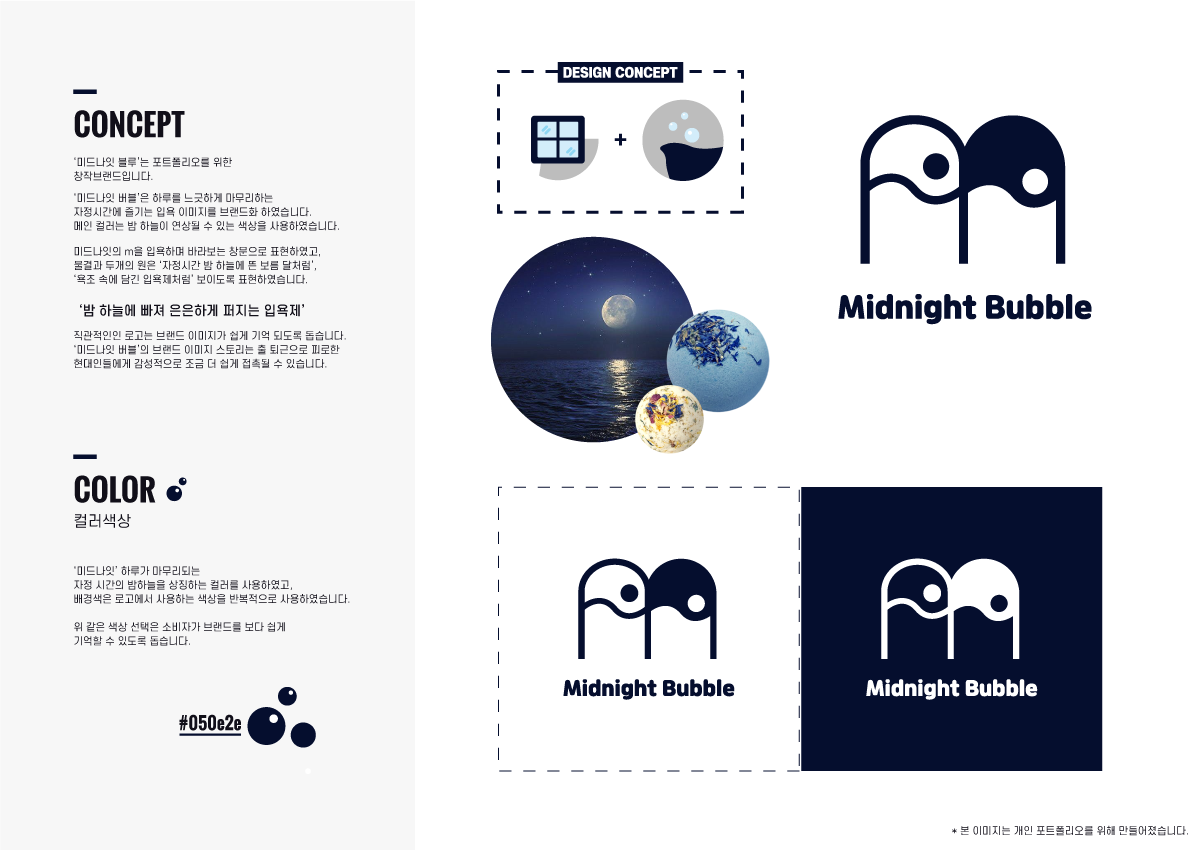 CONCEPT
'미드나잇 블루'는 포트폴리오를 위한
창작브랜드입니다.
'미드나잇 버블'은 하루를 느긋하게 마무리하는
자정시간에 즐기는 입욕 이미지를 브랜드화 하였습니다.
메인 컬러는 밤 하늘이 연상될 수 있는 색상을 사용하였습니다.
미드나잇의 m을 입욕하며 바라보는 창문으로 표현하였고,
물결과 두개의 원은 '자정시간 밤 하늘에 뜬 보름 달처럼',
'욕조 속에 담긴 입욕제처럼' 보이도록 표현하였습니다.
'밤 하늘에 빠져 은은하게 퍼지는 입욕제'
직관적인인 로고는 브랜드 이미지가 쉽게 기억 되도록 돕습니다.
'미드나잇 버블'의 브랜드 이미지 스토리는 출 퇴근으로 피로한
현대인들에게 감성적으로 조금 더 쉽게 접촉될 수 있습니다.
COLOR
컬러색상
'미드나잇' 하루가 마무리되는
자정 시간의 밤하늘을 상징하는 컬러를 사용하였고,
배경색은 로고에서 사용하는 색상을 반복적으로 사용하였습니다.
위 같은 색상 선택은 소비자가 브랜드를 보다 쉽게
기억할 수 있도록 돕습니다.
#050e2e
DESIGN CONCEPT
+
Midnight Bubble
Midnight Bubble
Midnight Bubble
* 본 이미지는 개인 포트폴리오를 위해 만들어졌습니다.